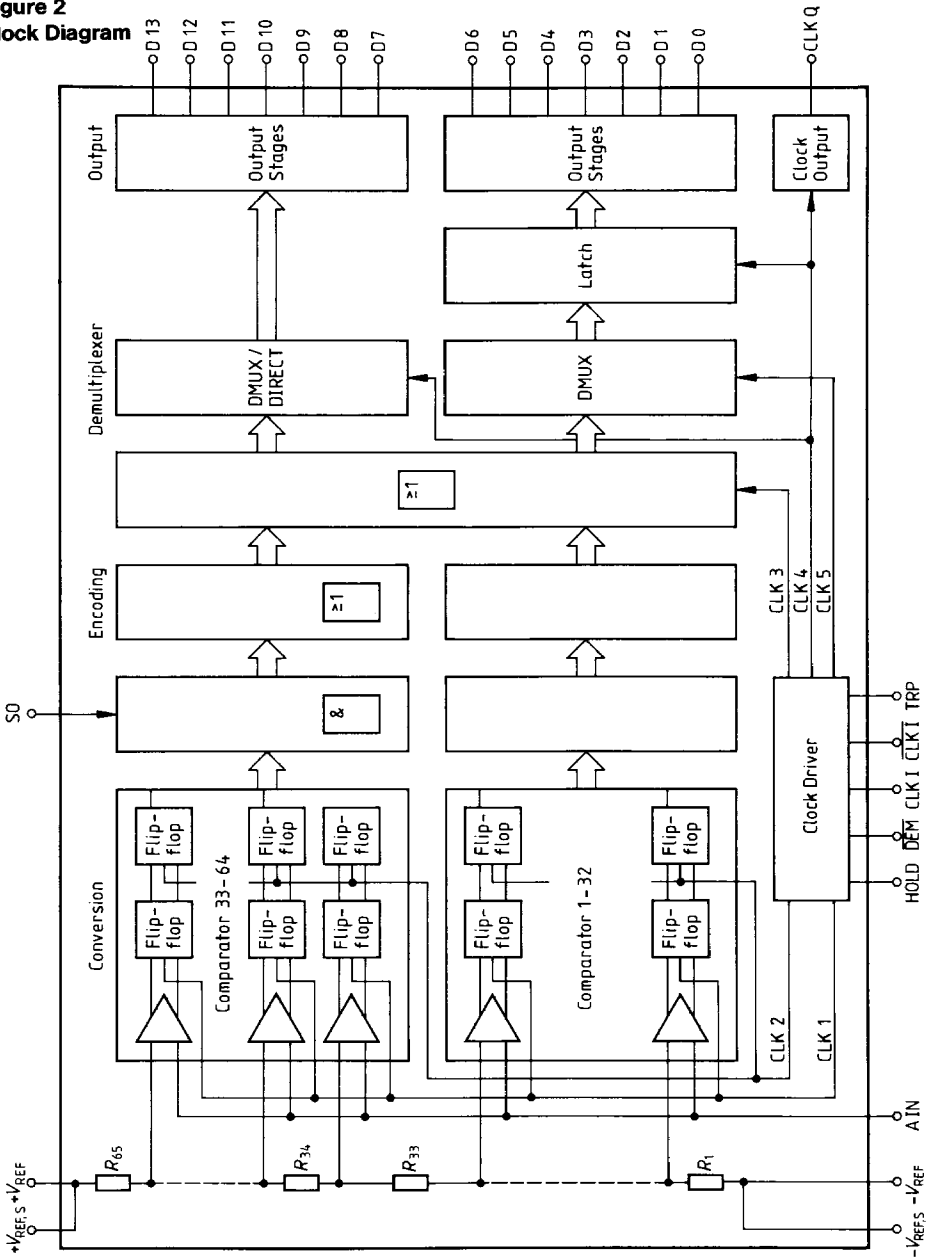 gure 2
lock Diagram
D13
D12
D11
D10
D9
D8
D7
D6
D5
D4
D3
D2
D1
D0
CLKQ
Output
Output
Stages
Output
Stages
Clock
Output
Latch
Demultiplexer
DMUX/
DIRECT
DMUX
≥1
Encoding
≥1
CLK 3
CLK 4
CLK 5
S0
&
Conversion
Flip-
flop
Flip-
flop
Flip-
flop
Flip-
flop
Flip-
flop
Flip-
flop
Comparator 33-64
Flip-
flop
Flip-
flop
Flip-
flop
Flip-
flop
Comparator 1-32
Clock Driver
HOLD
DEM
CLKI
CLKI
TRP
CLK 2
CLK 1
AIN
+VREF,S
+VREF
R65
R34
R33
R1
-VREF
-VREF,S